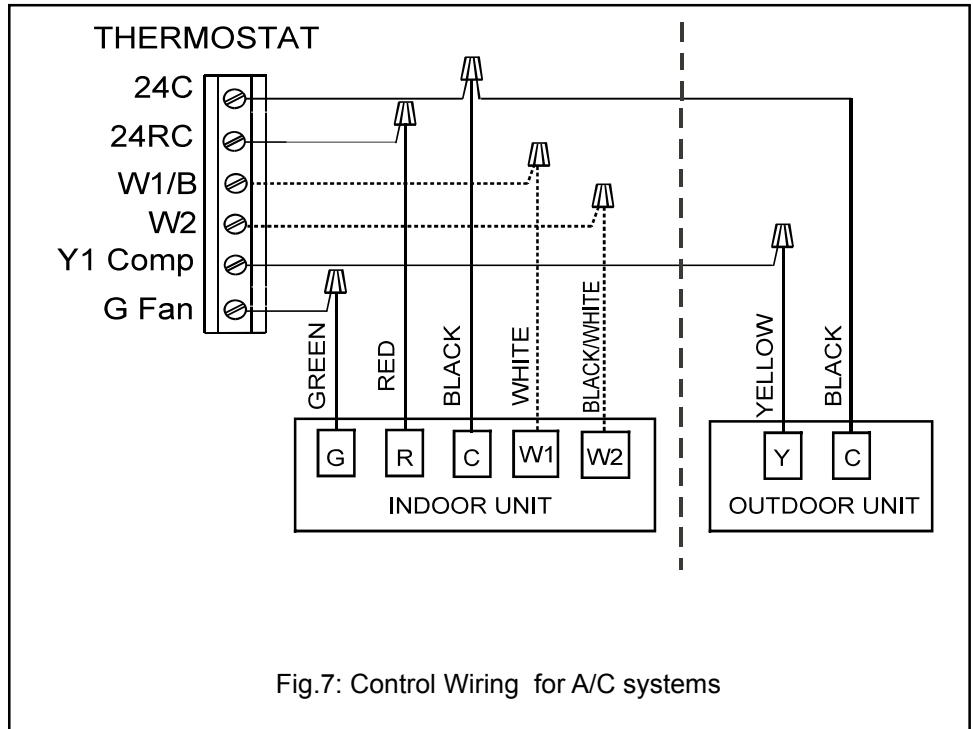 THERMOSTAT
24C
24RC
W1/B
W2
Y1 Comp
G Fan
GREEN
RED
BLACK
WHITE
BLACK/WHITE
YELLOW
BLACK
G R C W1 W2
INDOOR UNIT
Y C
OUTDOOR UNIT
Fig.7: Control Wiring for A/C systems